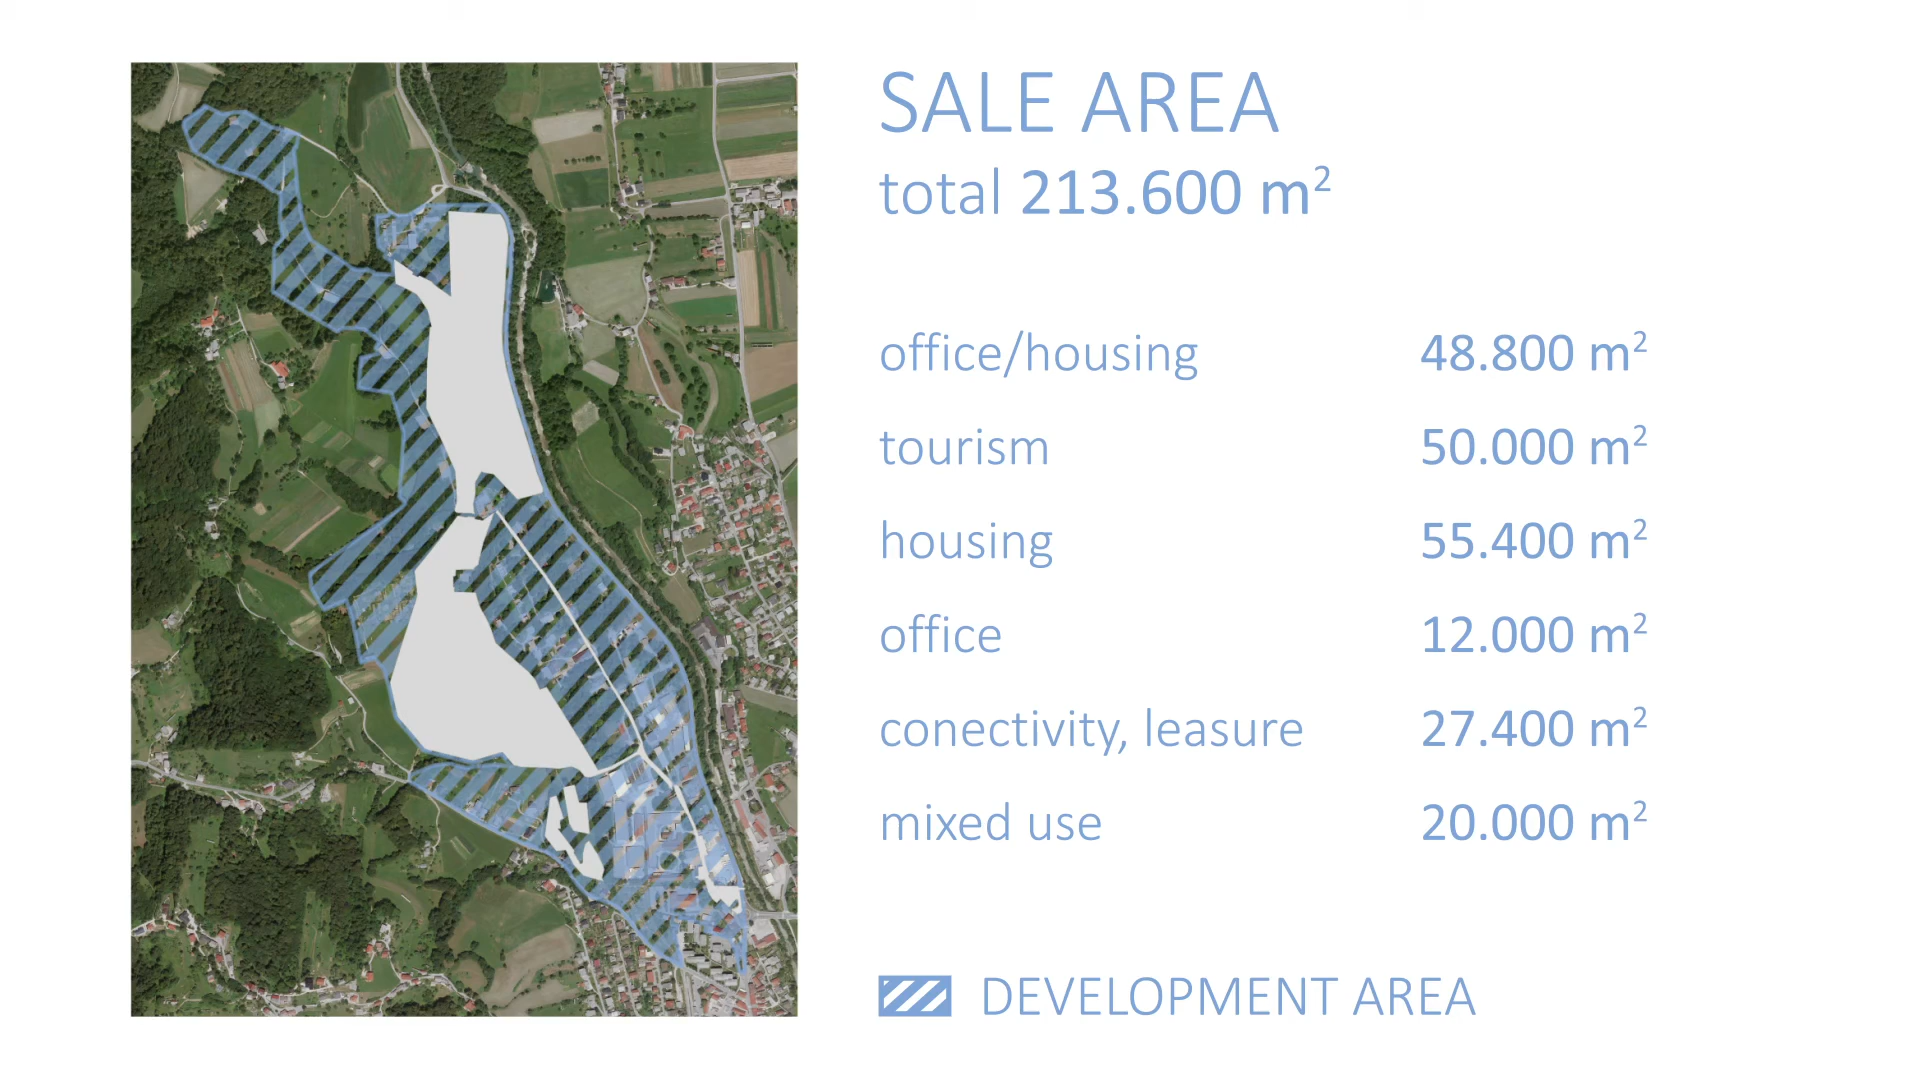 SALE AREA
total 213.600 m²
office/housing 48.800 m²
tourism 50.000 m²
housing 55.400 m²
office 12.000 m²
conectivity, leasure 27.400 m²
mixed use 20.000 m²
DEVELOPMENT AREA